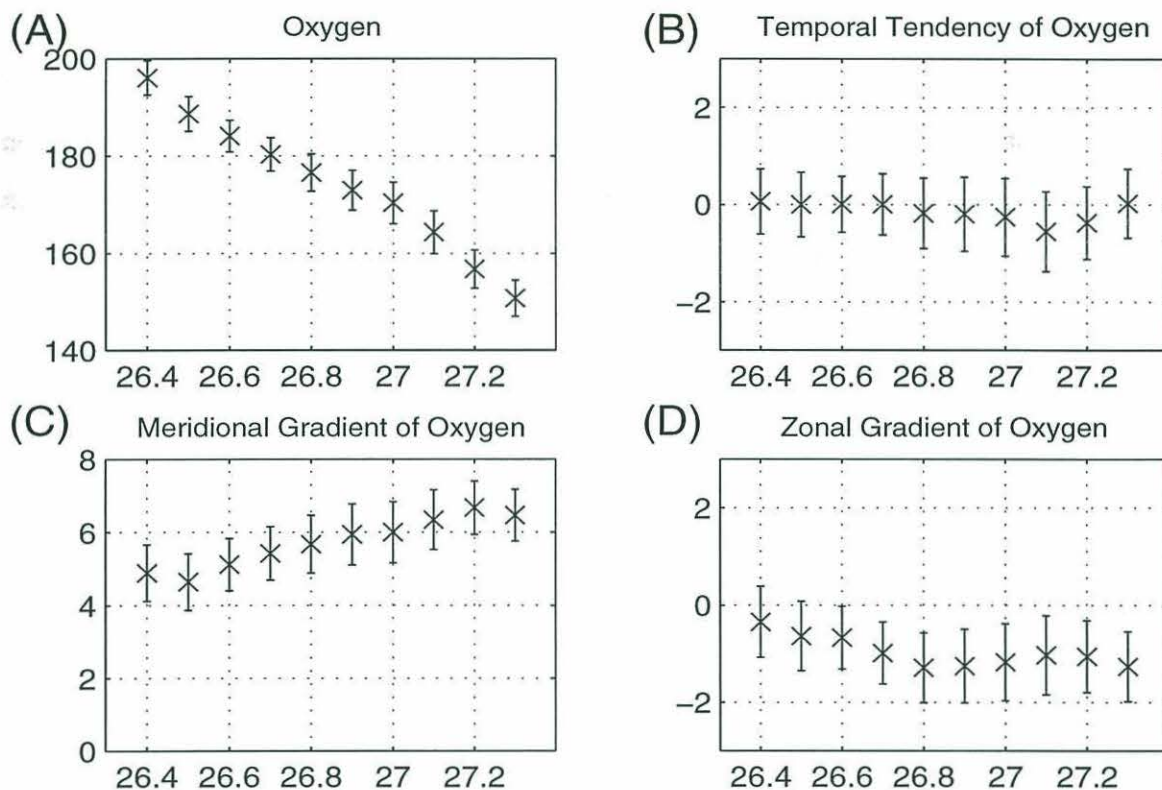 (A) Oxygen
200
180
160
140
26.4 26.6 26.8 27 27.2
(B) Temporal Tendency of Oxygen
2
0
−2
26.4 26.6 26.8 27 27.2
(C) Meridional Gradient of Oxygen
8
6
4
2
0
26.4 26.6 26.8 27 27.2
(D) Zonal Gradient of Oxygen
2
0
−2
26.4 26.6 26.8 27 27.2